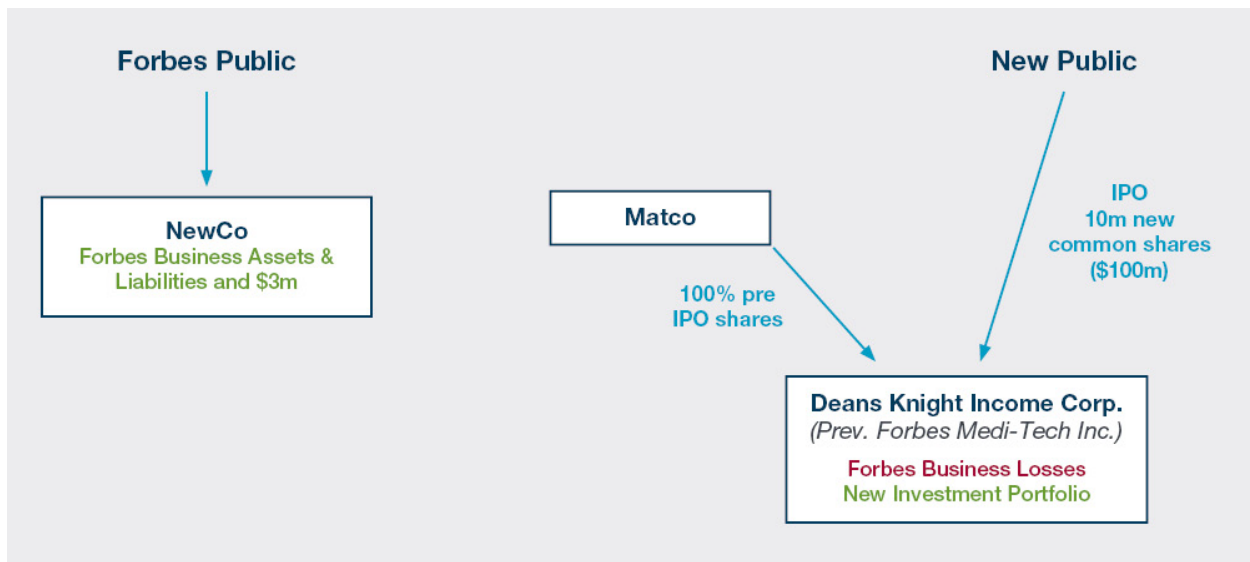 Forbes Public
New Public
NewCo
Forbes Business Assets &
Liabilities and $3m
Matco
IPO
10m new
common shares
($100m)
100% pre
IPO shares
Deans Knight Income Corp.
(Prev. Forbes Medi-Tech Inc.)
Forbes Business Losses
New Investment Portfolio